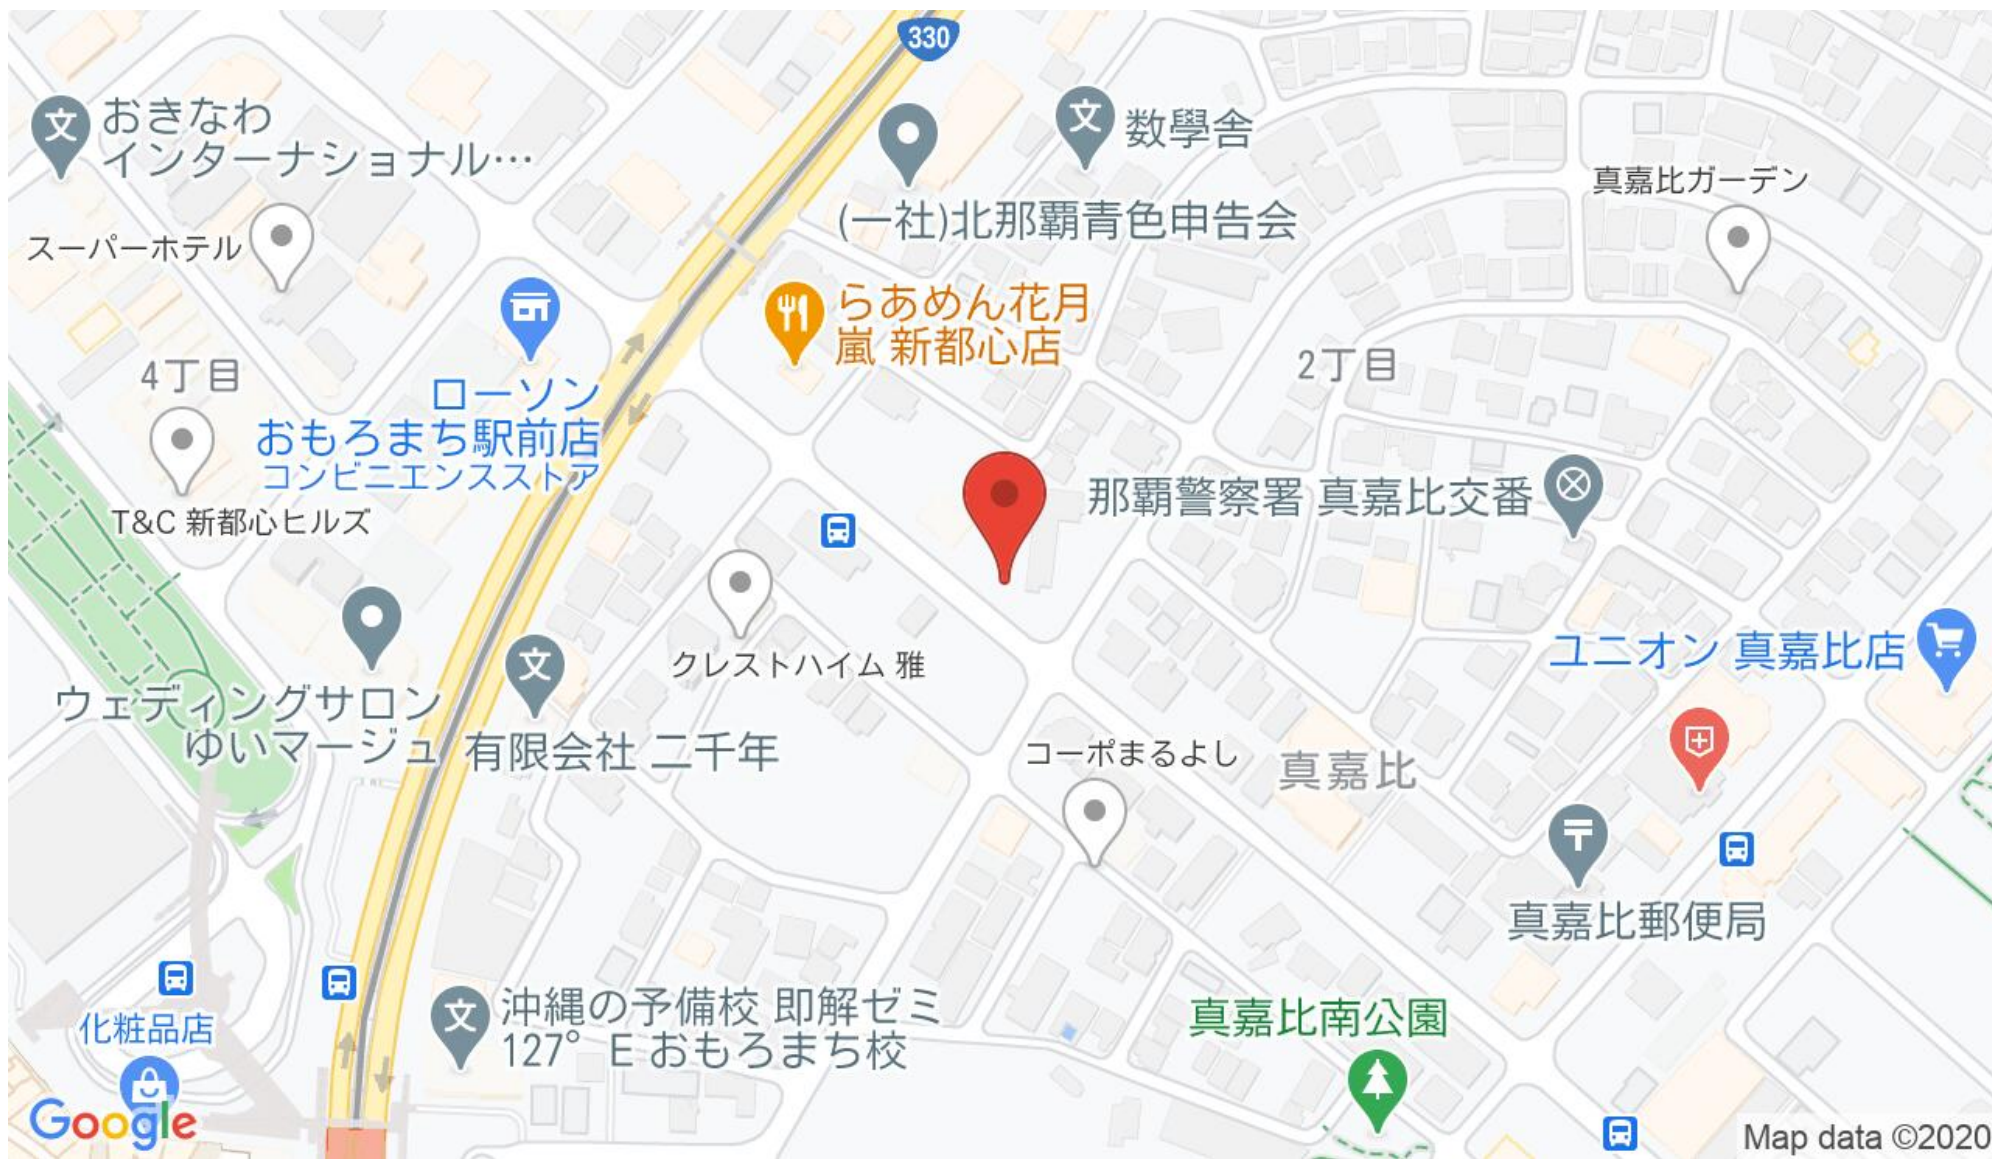 330
おきなわ
インターナショナル…
数學舎
真嘉比ガーデン
(一社)北那覇青色申告会
スーパーホテル
らあめん花月
嵐 新都心店
2丁目
4丁目
ローソン
おもろまち駅前店
コンビニエンスストア
那覇警察署 真嘉比交番
T&C 新都心ヒルズ
ユニオン 真嘉比店
クレストハイム 雅
ウェディングサロン
ゆいマージュ
有限会社 二千年
コーポまるよし
真嘉比
真嘉比郵便局
沖縄の予備校 即解ゼミ
127°E おもろまち校
真嘉比南公園
化粧品店
Google
Map data ©2020